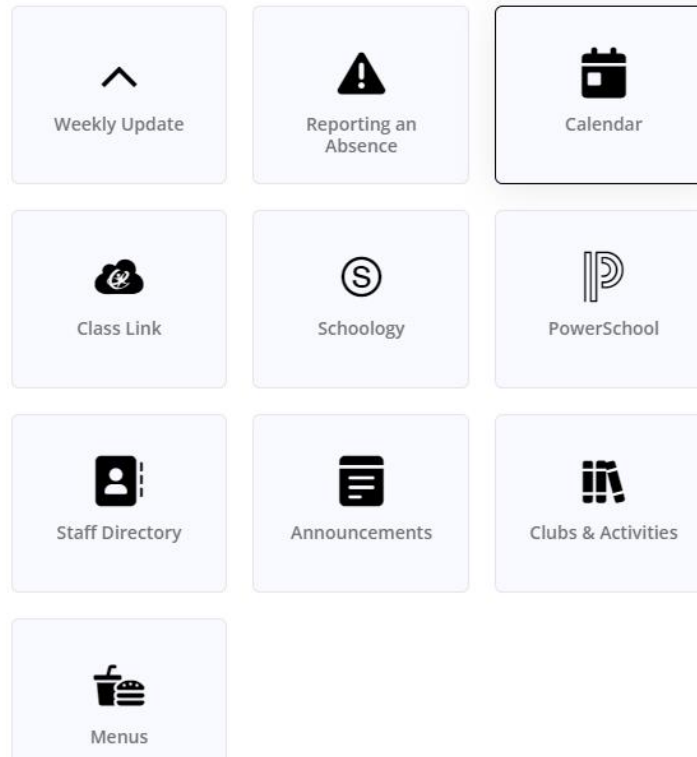 Weekly Update
Reporting an
Absence
Calendar
Class Link
S
Schoology
PowerSchool
Staff Directory
Announcements
Clubs & Activities
Menus